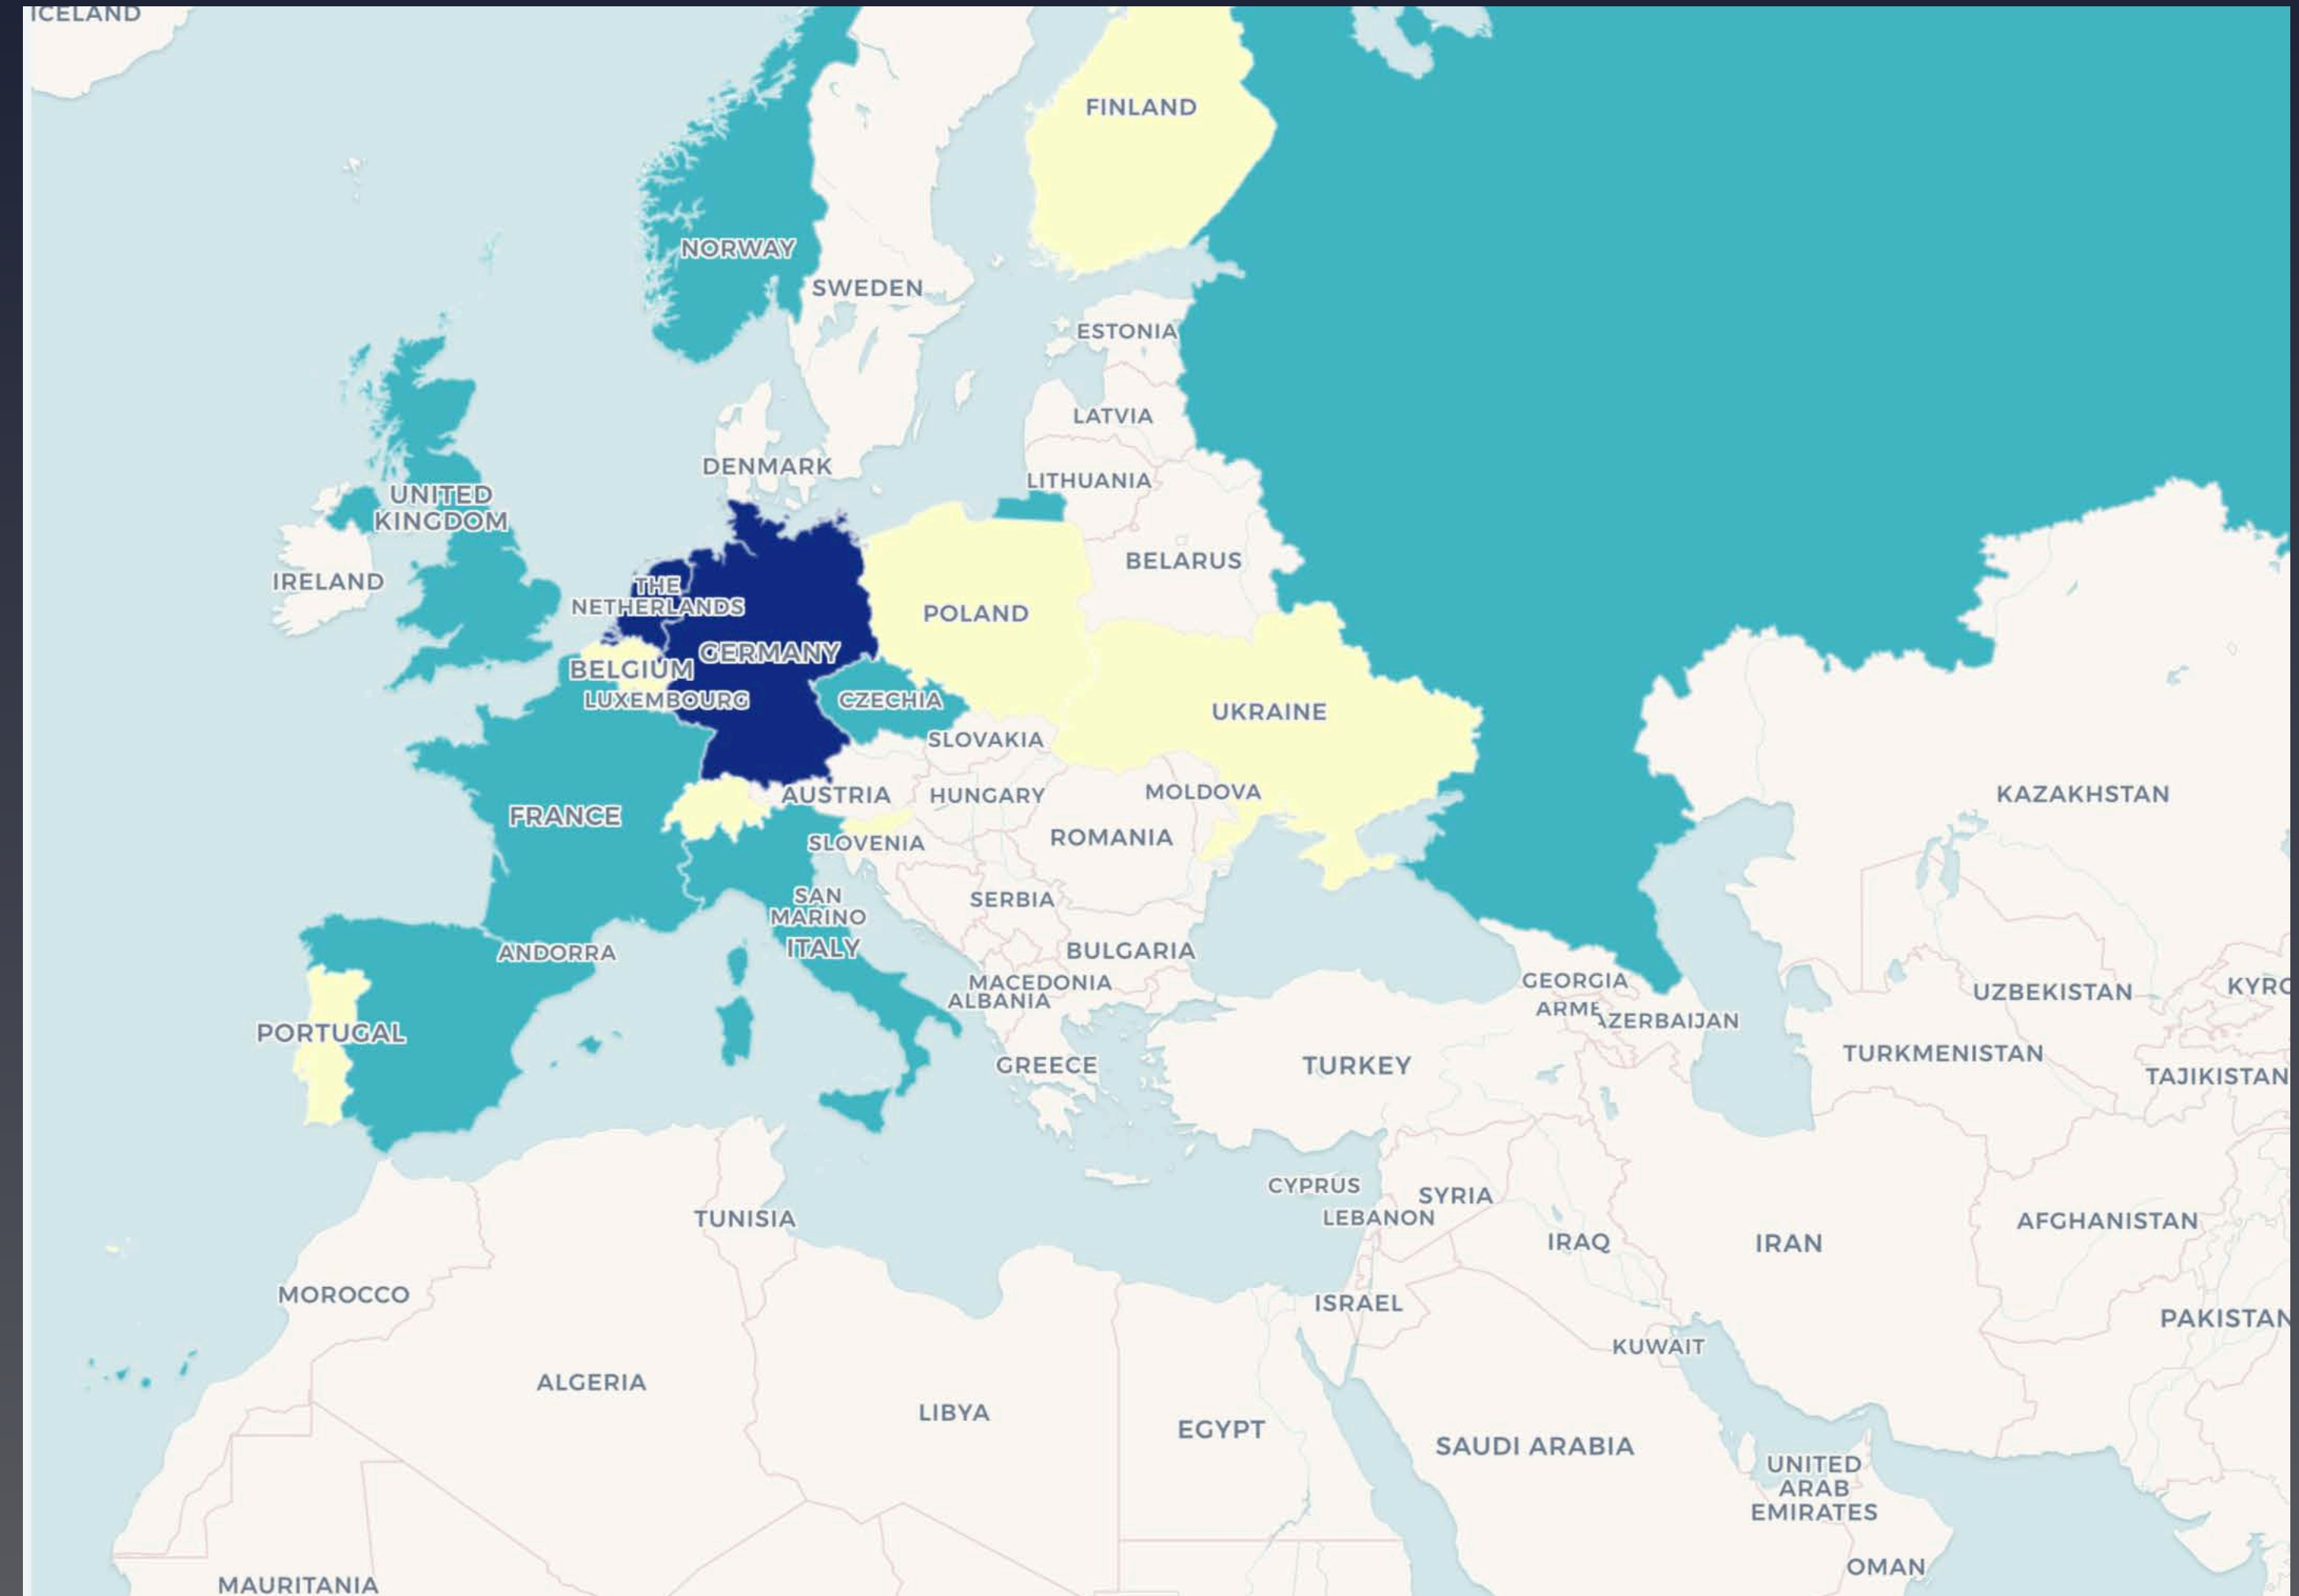 ICELAND
FINLAND
NORWAY
SWEDEN
ESTONIA
LATVIA
DENMARK
LITHUANIA
UNITED
KINGDOM
BELARUS
IRELAND
THE
NETHERLANDS
POLAND
GERMANY
BELGIUM
LUXEMBOURG
CZECHIA
UKRAINE
SLOVAKIA
MOLDOVA
AUSTRIA
HUNGARY
KAZAKHSTAN
FRANCE
ROMANIA
SLOVENIA
SAN
MARINO
SERBIA
ITALY
ANDORRA
BULGARIA
MACEDONIA
GEORGIA
KYRG
ALBANIA
UZBEKISTAN
ARME
AZERBAIJAN
PORTUGAL
TURKMENISTAN
GREECE
TURKEY
TAJIKISTAN
CYPRUS
SYRIA
LEBANON
TUNISIA
AFGHANISTAN
IRAQ
IRAN
MOROCCO
ISRAEL
PAKISTAN
KUWAIT
ALGERIA
LIBYA
EGYPT
SAUDI ARABIA
UNITED
ARAB
EMIRATES
OMAN
MAURITANIA